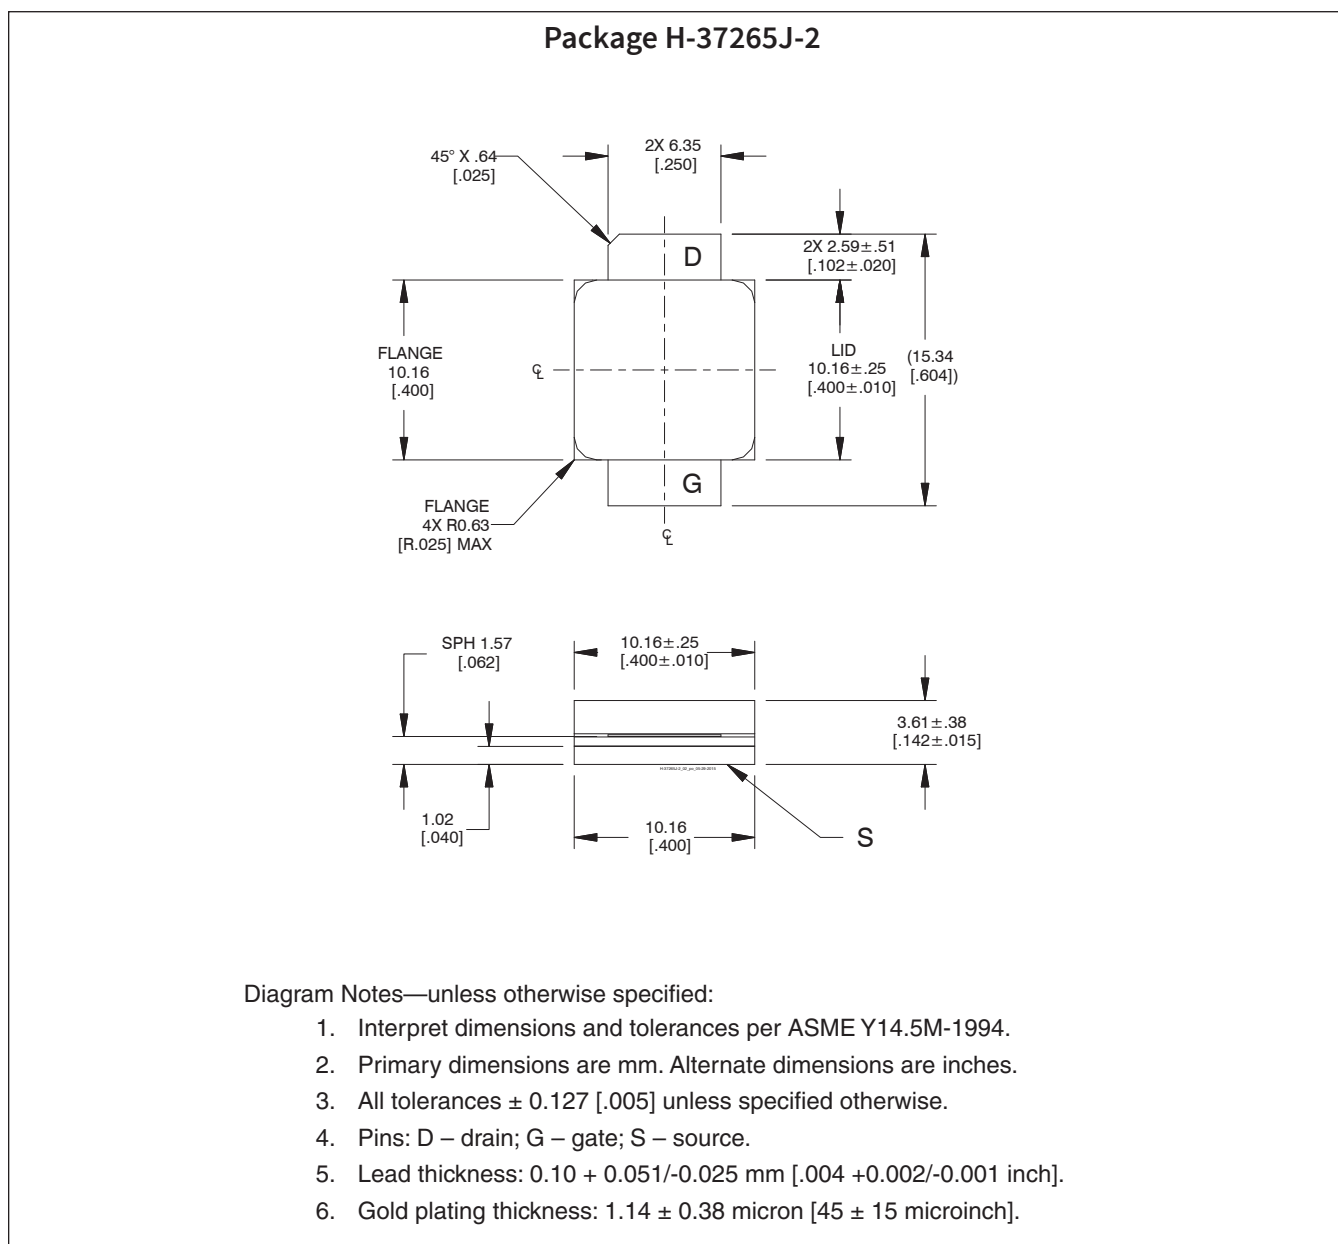 Package H-37265J-2
45° X .64
[.025]
2X 6.35
[.250]
D
2X 2.59±.51
[.102±.020]
FLANGE
10.16
[.400]
℄
LID
10.16±.25
[.400±.010]
(15.34
[.604])
G
FLANGE
4X R0.63
[R.025] MAX
℄
SPH 1.57
[.062]
10.16±.25
[.400±.010]
3.61±.38
[.142±.015]
1.02
[.040]
10.16
[.400]
S
Diagram Notes—unless otherwise specified:
1. Interpret dimensions and tolerances per ASME Y14.5M-1994.
2. Primary dimensions are mm. Alternate dimensions are inches.
3. All tolerances ± 0.127 [.005] unless specified otherwise.
4. Pins: D – drain; G – gate; S – source.
5. Lead thickness: 0.10 + 0.051/-0.025 mm [.004 +0.002/-0.001 inch].
6. Gold plating thickness: 1.14 ± 0.38 micron [45 ± 15 microinch].